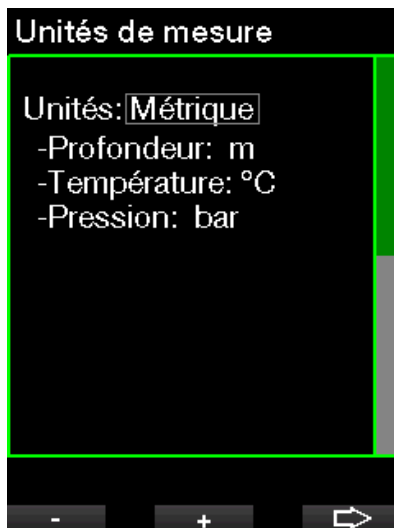 Unités de mesure
Unités: Métrique
-Profondeur: m
-Température: °C
-Pression: bar
- +